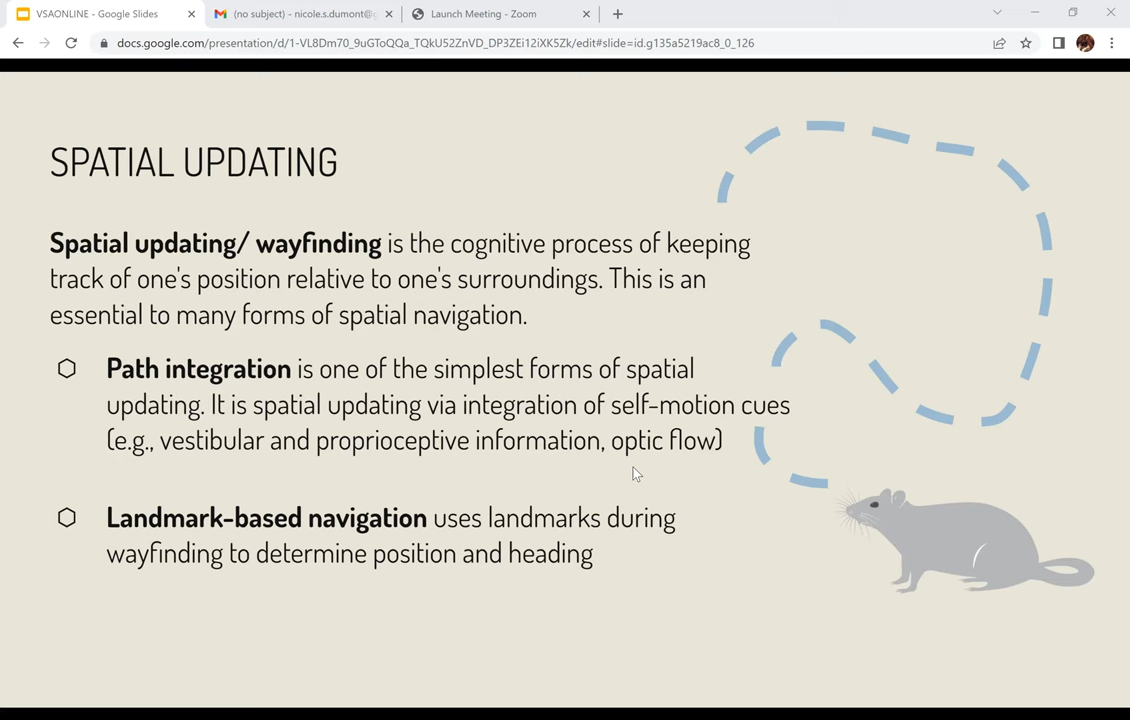 VSAONLINE - Google Slides
(no subject) - nicole.s.dumont@g
Launch Meeting - Zoom
docs.google.com/presentation/d/1-VL8Dm70_9uGToQQa_TQkU52ZnVD_DP3ZEi12iXK5Zk/edit#slide=id.g135a5219ac8_0_126
SPATIAL UPDATING
Spatial updating/ wayfinding is the cognitive process of keeping
track of one's position relative to one's surroundings. This is an
essential to many forms of spatial navigation.
Path integration is one of the simplest forms of spatial
updating. It is spatial updating via integration of self-motion cues
(e.g., vestibular and proprioceptive information, optic flow)
Landmark-based navigation uses landmarks during
wayfinding to determine position and heading